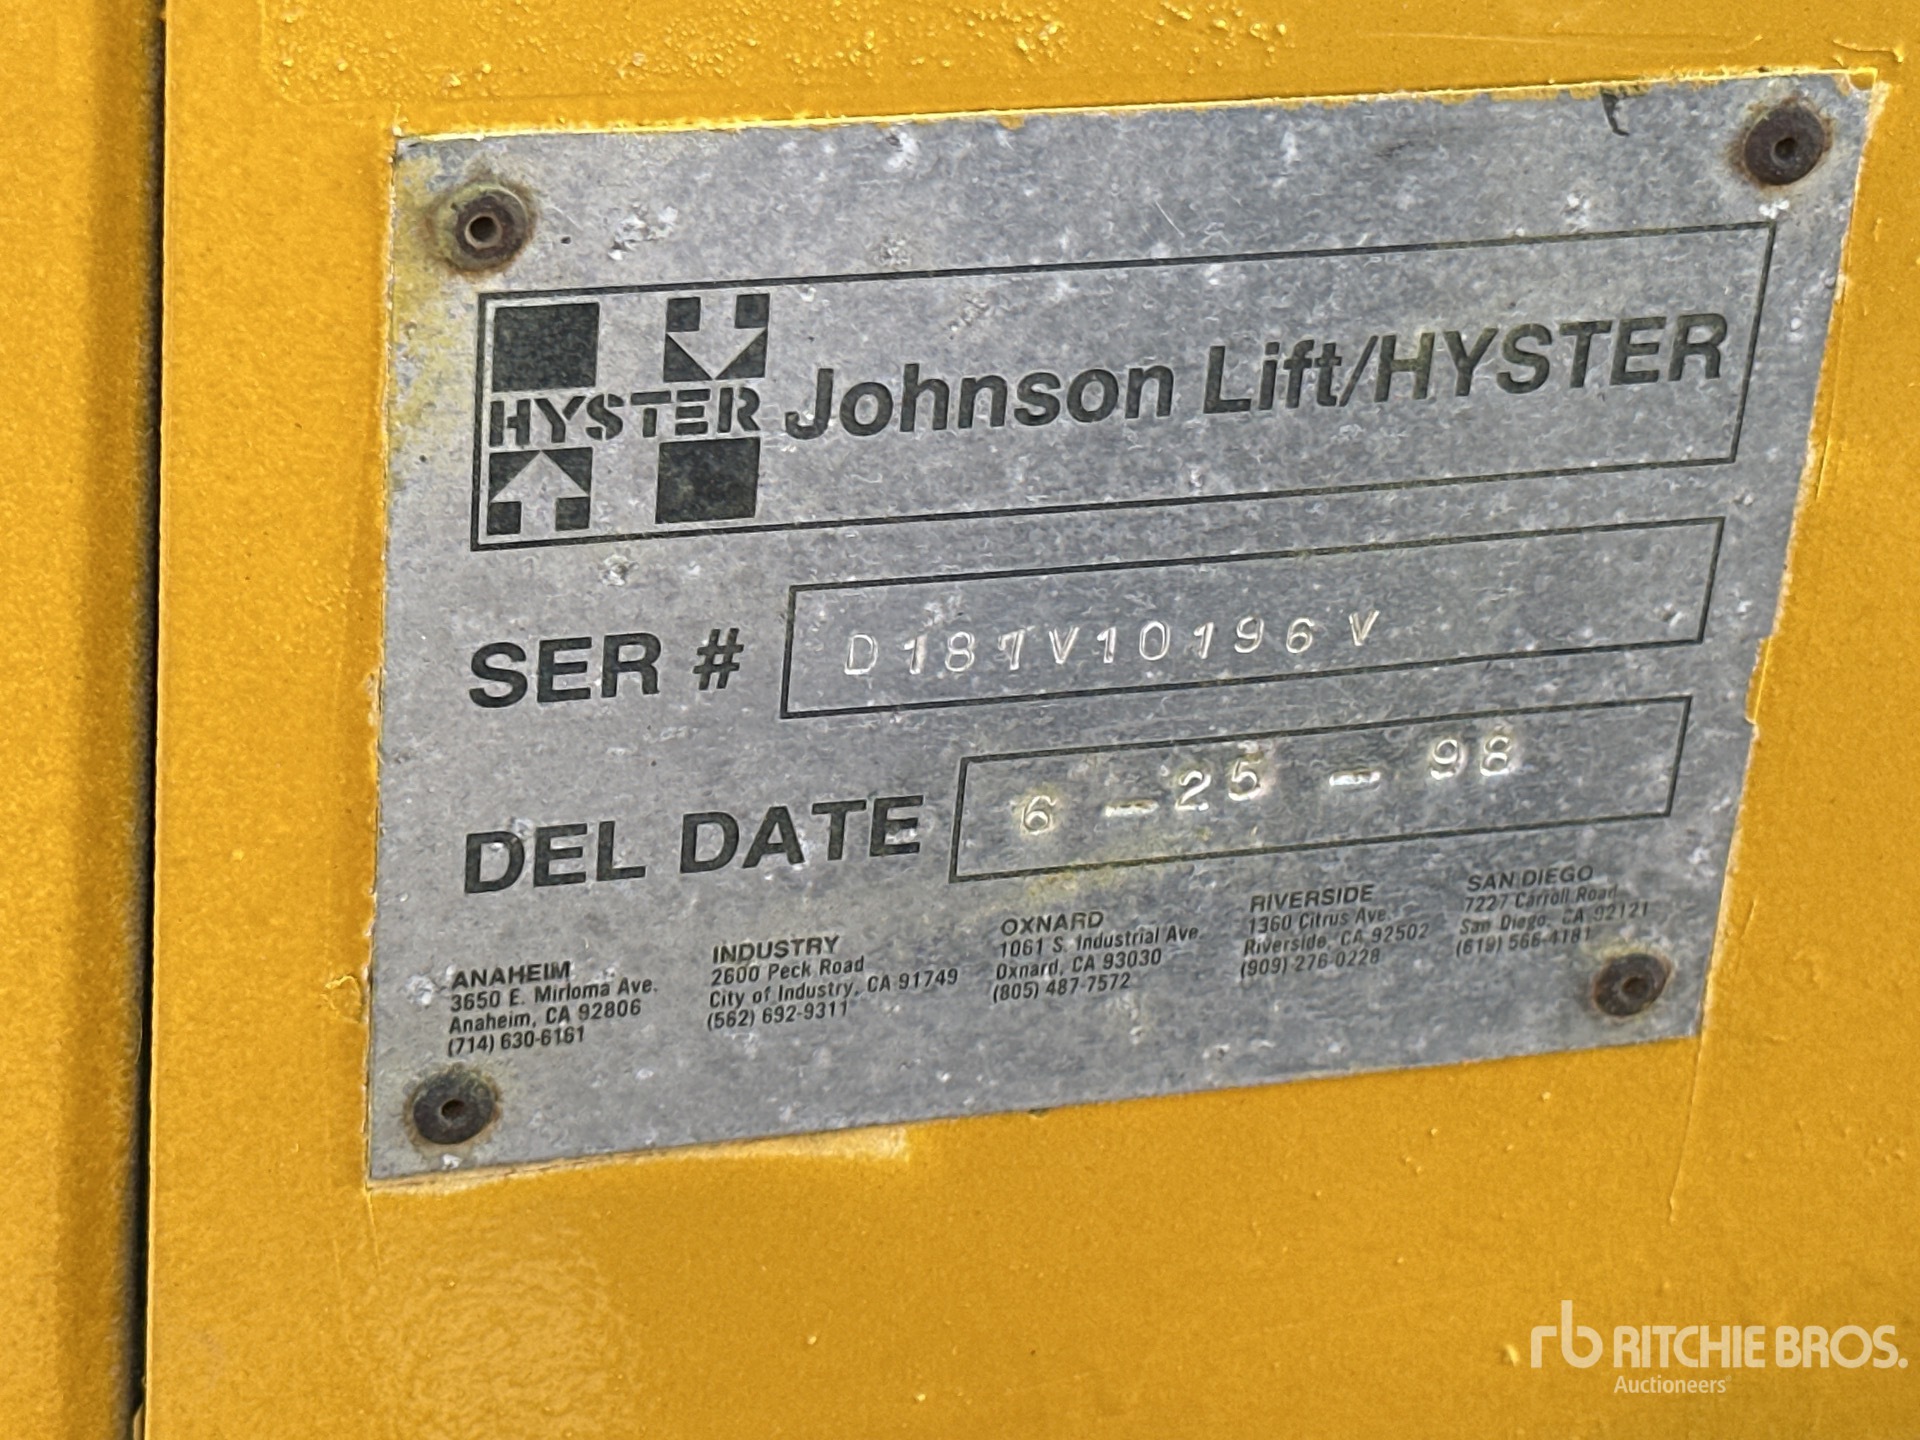 HYSTER Johnson Lift/HYSTER
SER # D187V10196V
DEL DATE 6-25-98
ANAHEIM
3650 E. Mirloma Ave.
Anaheim, CA 92806
(714) 630-6161
INDUSTRY
2600 Peck Road
City of Industry, CA 91749
(562) 692-9311
OXNARD
1061 S. Industrial Ave.
Oxnard, CA 93030
(805) 487-7572
RIVERSIDE
1360 Citrus Ave.
Riverside, CA 92502
(909) 276-0228
SAN DIEGO
7227 Carroll Road
San Diego, CA 92121
(619) 566-4181
rb RITCHIE BROS.
Auctioneers